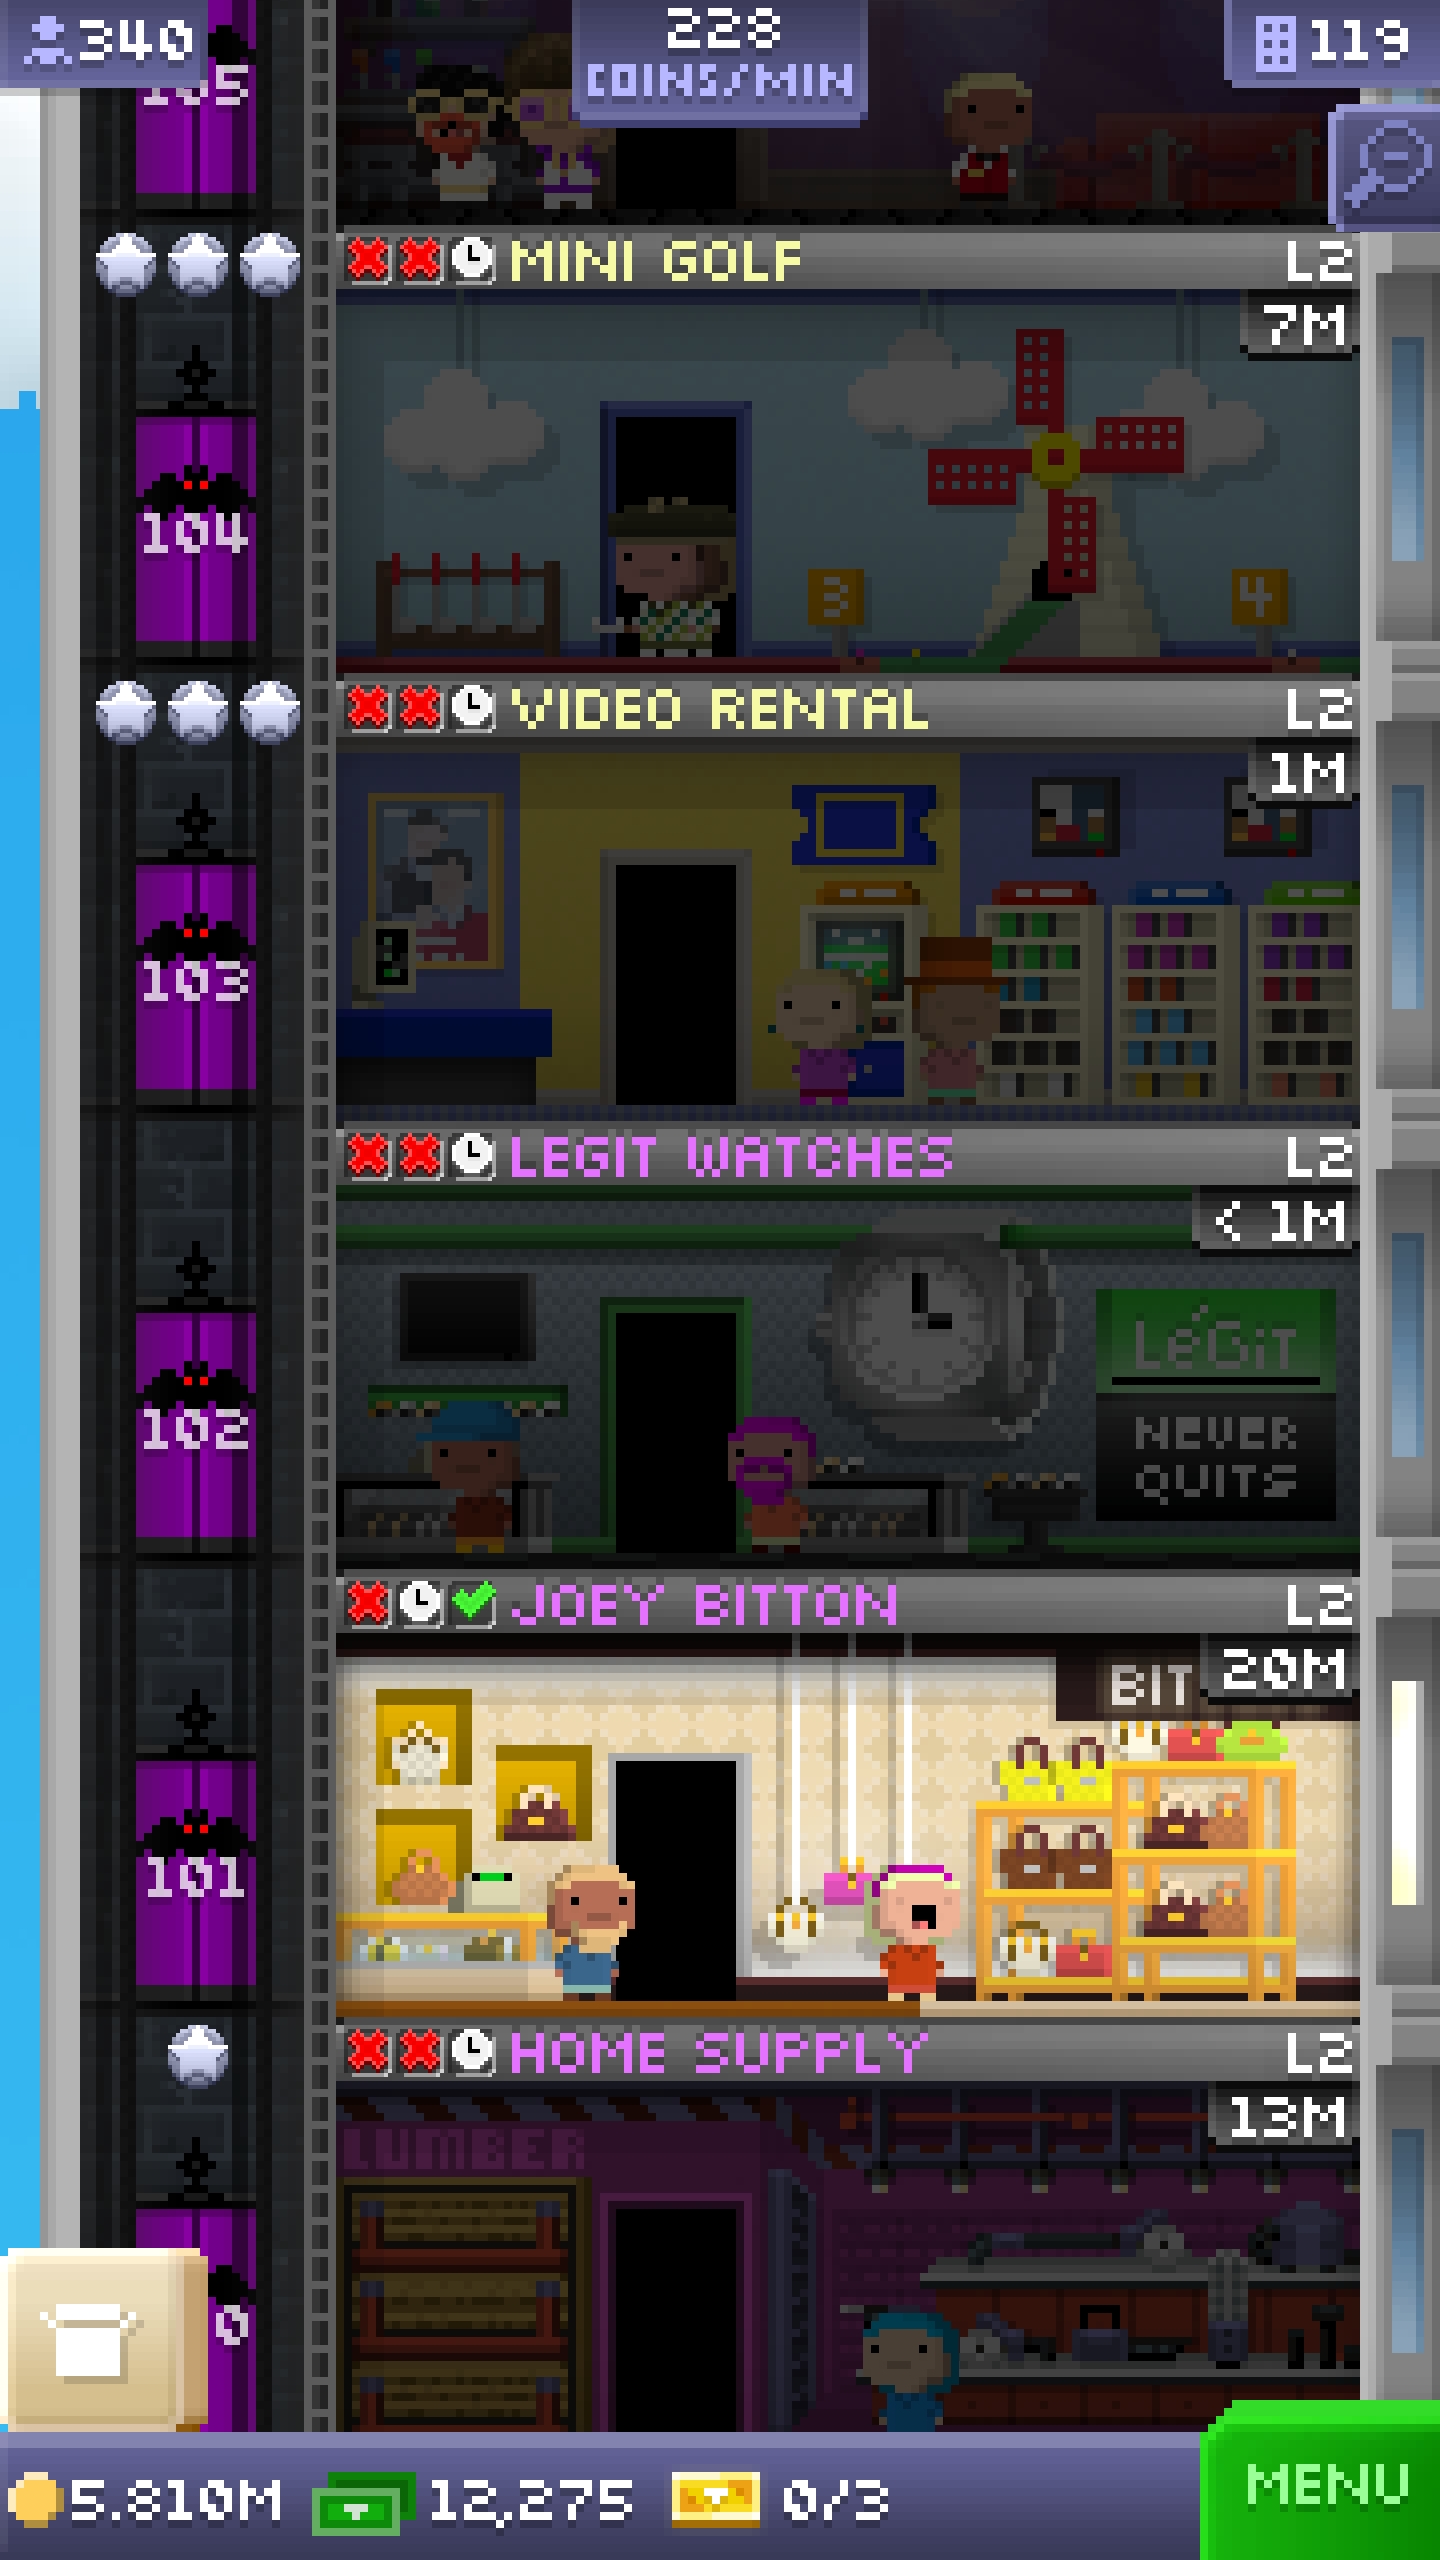 340
228
COINS/MIN
119
105
MINI GOLF L2
7M
104
3
4
VIDEO RENTAL L2
1M
103
LEGIT WATCHES L2
< 1M
LéGiT
NEVER
QUITS
102
JOEY BITTON L2
20M
BIT
101
HOME SUPPLY L2
13M
LUMBER
0
5.810M 12,275 0/3 MENU